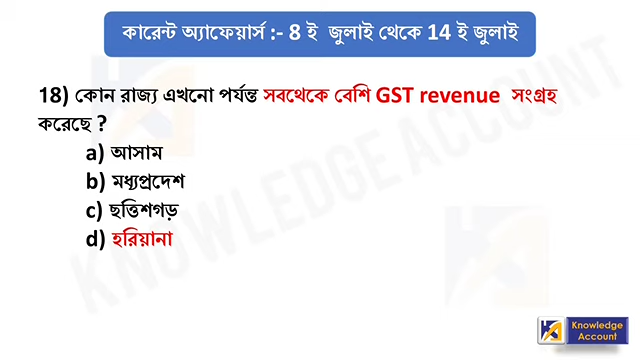 কারেন্ট অ্যাফেয়ার্স :- 8 ই জুলাই থেকে 14 ই জুলাই
18) কোন রাজ্য এখনো পর্যন্ত সবথেকে বেশি GST revenue সংগ্রহ
করেছে ?
a) আসাম
b) মধ্যপ্রদেশ
c) ছত্তিশগড়
d) হরিয়ানা
KNOWLEDGE ACCOUNT
Knowledge
Account